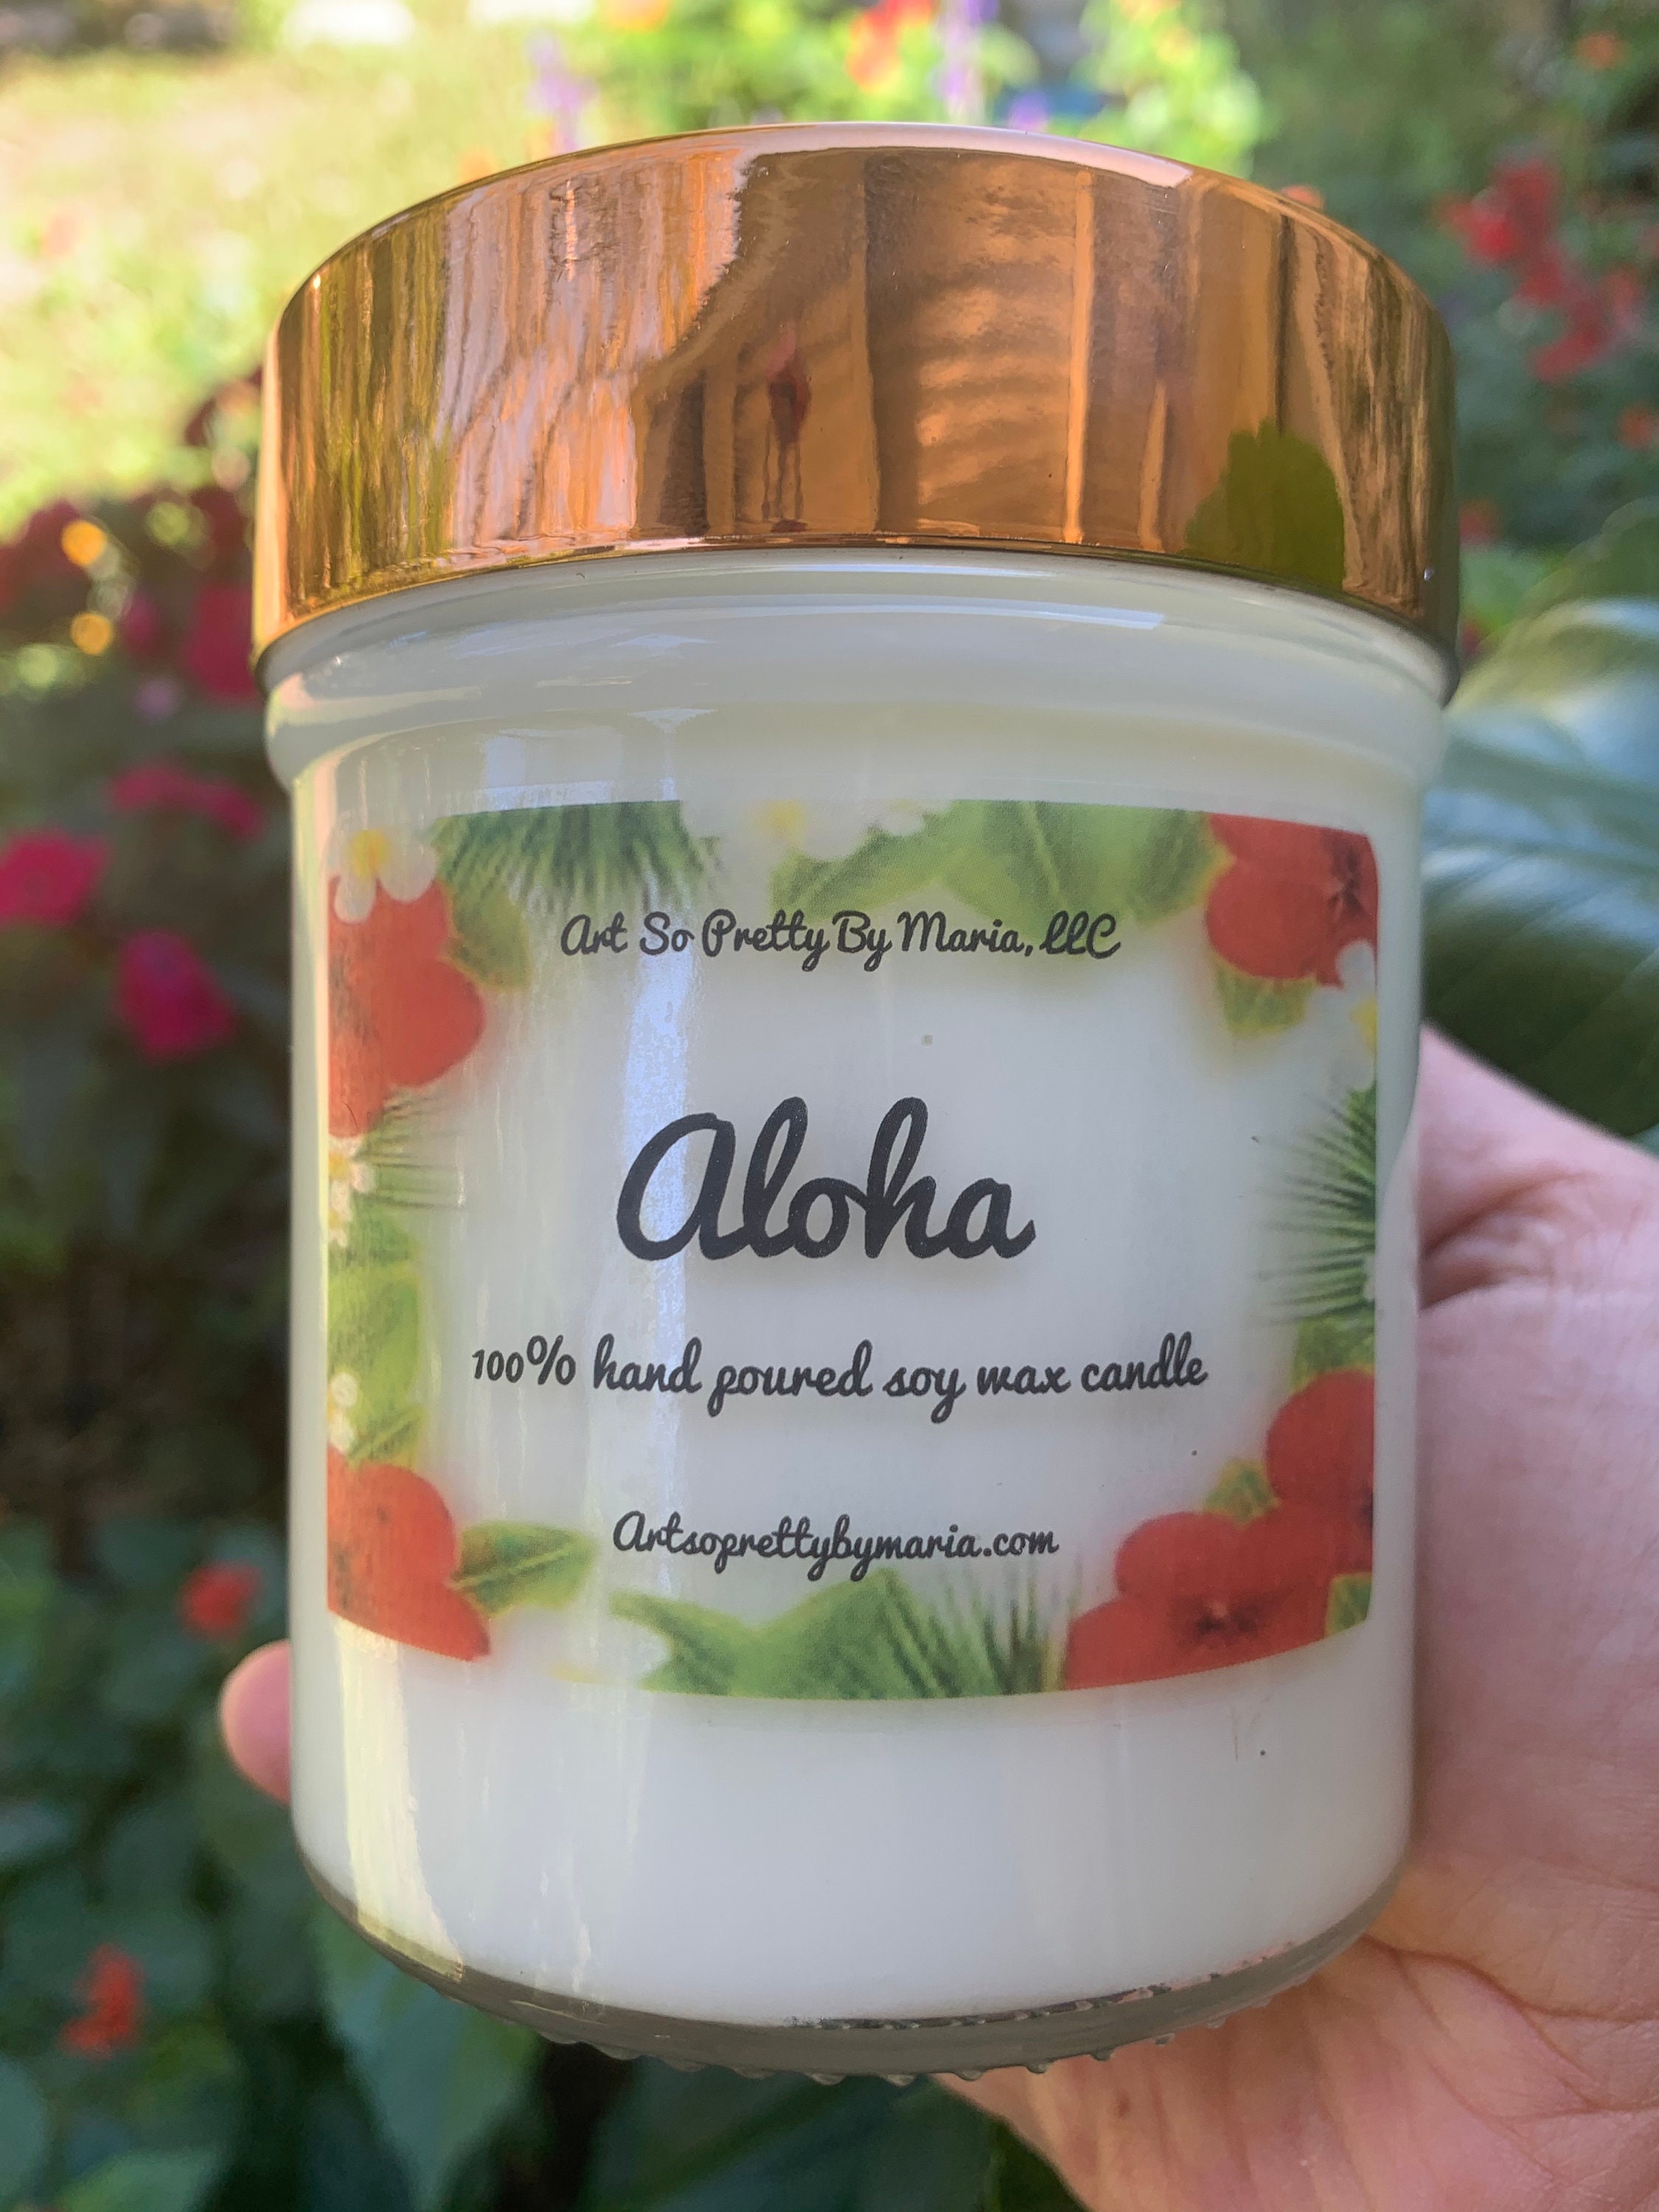 Art So Pretty By Maria, LLC
Aloha
100% hand poured soy wax candle
Artsoprettybymaria.com